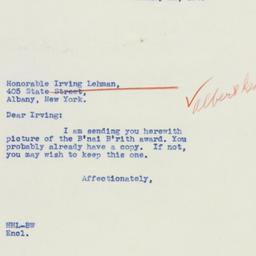 Honorable Irving Lehman,
405 State Street,
Albany, New York.
Dear Irving:
I am sending you herewith
picture of the B'nai B'rith award. You
probably already have a copy. If not,
you may wish to keep this one.
Affectionately,
HHL-BW
Encl.